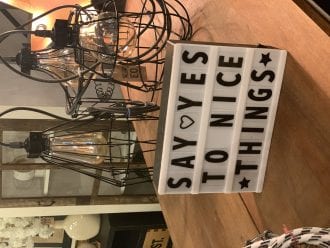 SAY ♡ YES
TO NICE
★ THINGS ★